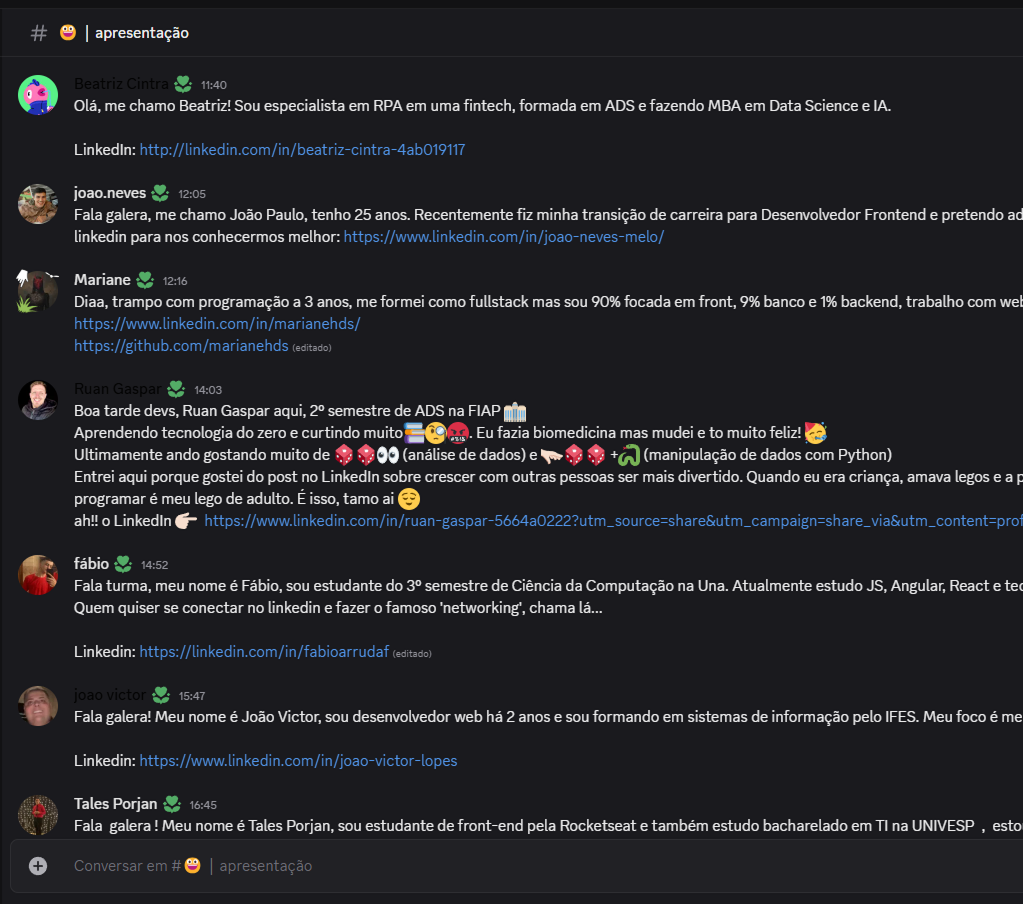 # | apresentação
Beatriz Cintra 11:40
Olá, me chamo Beatriz! Sou especialista em RPA em uma fintech, formada em ADS e fazendo MBA em Data Science e IA.
LinkedIn: http://linkedin.com/in/beatriz-cintra-4ab019117
joao.neves 12:05
Fala galera, me chamo João Paulo, tenho 25 anos. Recentemente fiz minha transição de carreira para Desenvolvedor Frontend e pretendo ad
linkedin para nos conhecermos melhor: https://www.linkedin.com/in/joao-neves-melo/
Mariane 12:16
Diaa, trampo com programação a 3 anos, me formei como fullstack mas sou 90% focada em front, 9% banco e 1% backend, trabalho com web
https://www.linkedin.com/in/marianehds/
https://github.com/marianehds (editado)
Ruan Gaspar 14:03
Boa tarde devs, Ruan Gaspar aqui, 2º semestre de ADS na FIAP 🏥
Aprendendo tecnologia do zero e curtindo muito📚🧐🤬. Eu fazia biomedicina mas mudei e to muito feliz! 🥳
Ultimamente ando gostando muito de 🎲🎲👀 (análise de dados) e 🫳🎲🎲 +🐍 (manipulação de dados com Python)
Entrei aqui porque gostei do post no LinkedIn sobre crescer com outras pessoas ser mais divertido. Quando eu era criança, amava legos e a p
programar é meu lego de adulto. É isso, tamo ai 😌
ah!! o LinkedIn 👉 https://www.linkedin.com/in/ruan-gaspar-5664a0222?utm_source=share&utm_campaign=share_via&utm_content=prof
fábio 14:52
Fala turma, meu nome é Fábio, sou estudante do 3º semestre de Ciência da Computação na Una. Atualmente estudo JS, Angular, React e tec
Quem quiser se conectar no linkedin e fazer o famoso 'networking', chama lá...
Linkedin: https://linkedin.com/in/fabioarrudaf (editado)
joao victor 15:47
Fala galera! Meu nome é João Victor, sou desenvolvedor web há 2 anos e sou formando em sistemas de informação pelo IFES. Meu foco é me
Linkedin: https://www.linkedin.com/in/joao-victor-lopes
Tales Porjan 16:45
Fala galera ! Meu nome é Tales Porjan, sou estudante de front-end pela Rocketseat e também estudo bacharelado em TI na UNIVESP , esto
Conversar em #😃 | apresentação